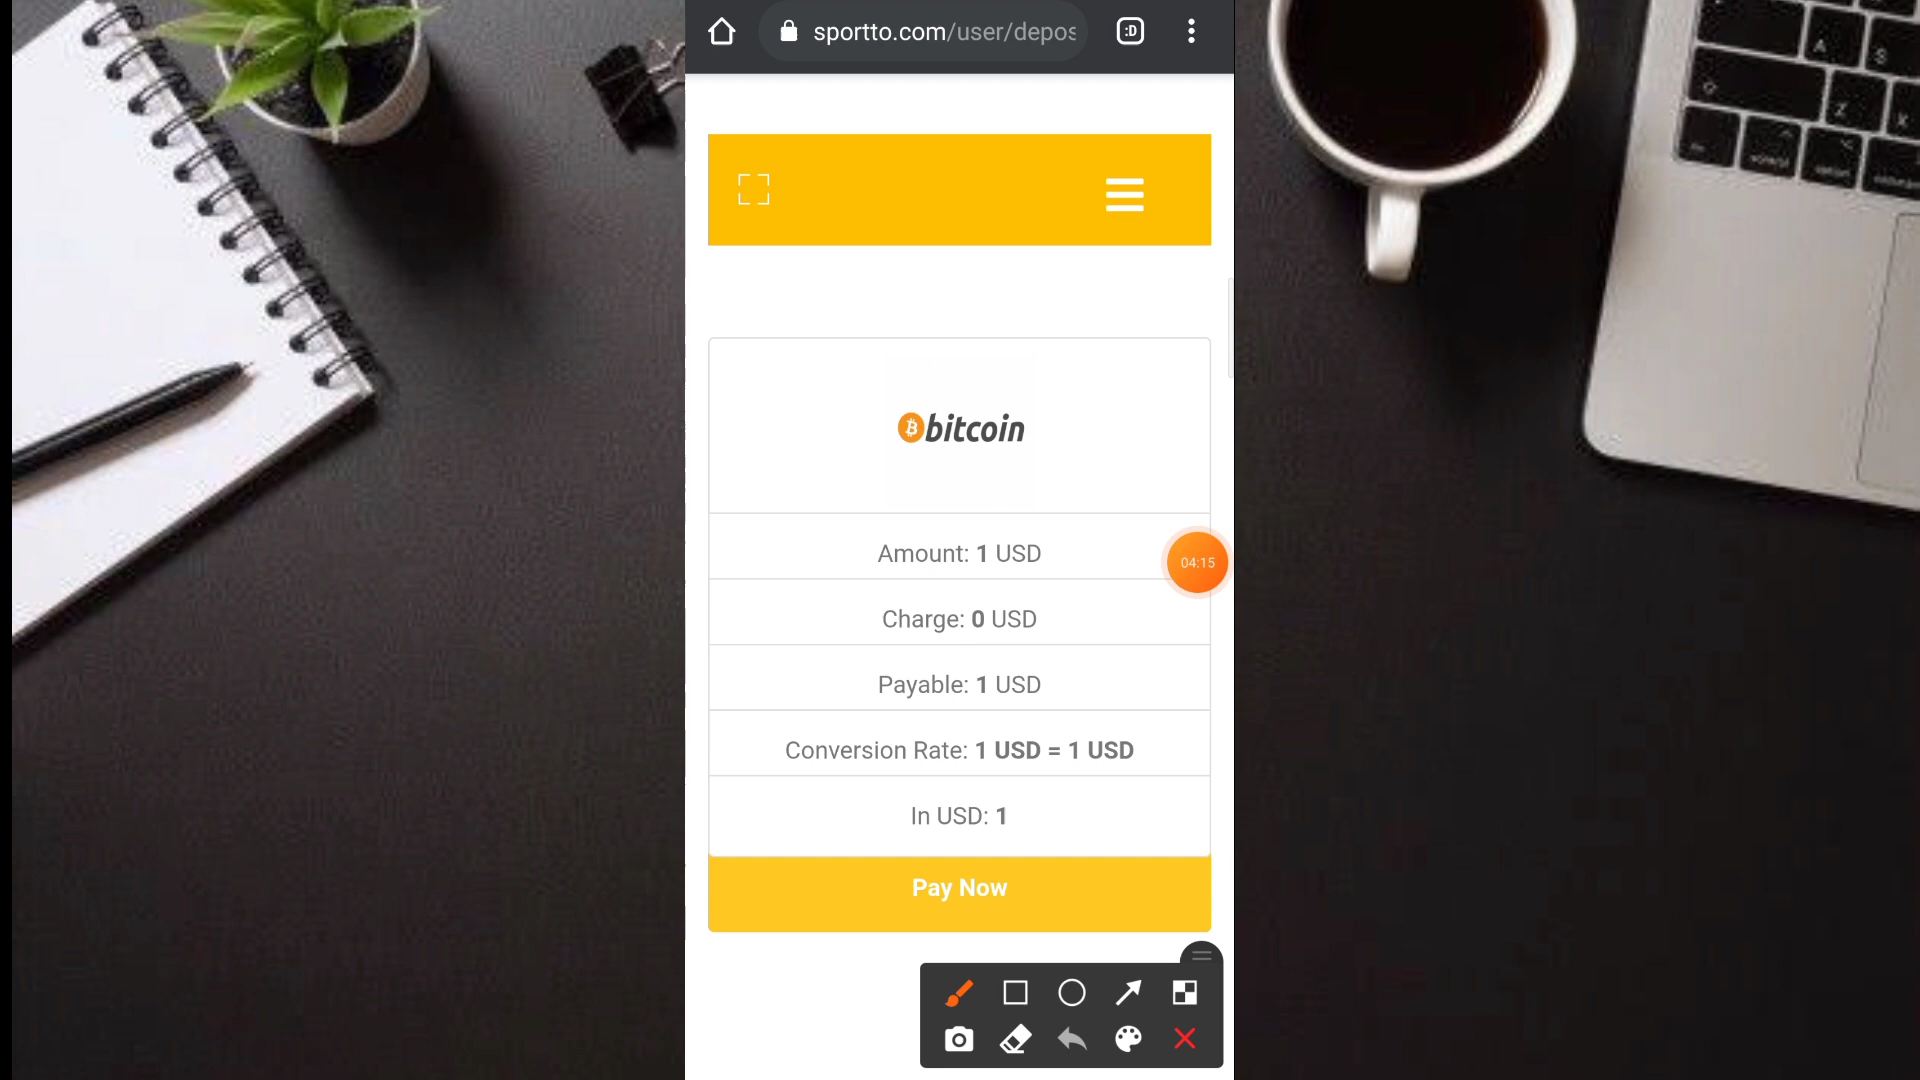 sportto.com/user/depos
:D
bitcoin
Amount: 1 USD
04:15
Charge: 0 USD
Payable: 1 USD
Conversion Rate: 1 USD = 1 USD
In USD: 1
Pay Now
A
S
Z
X